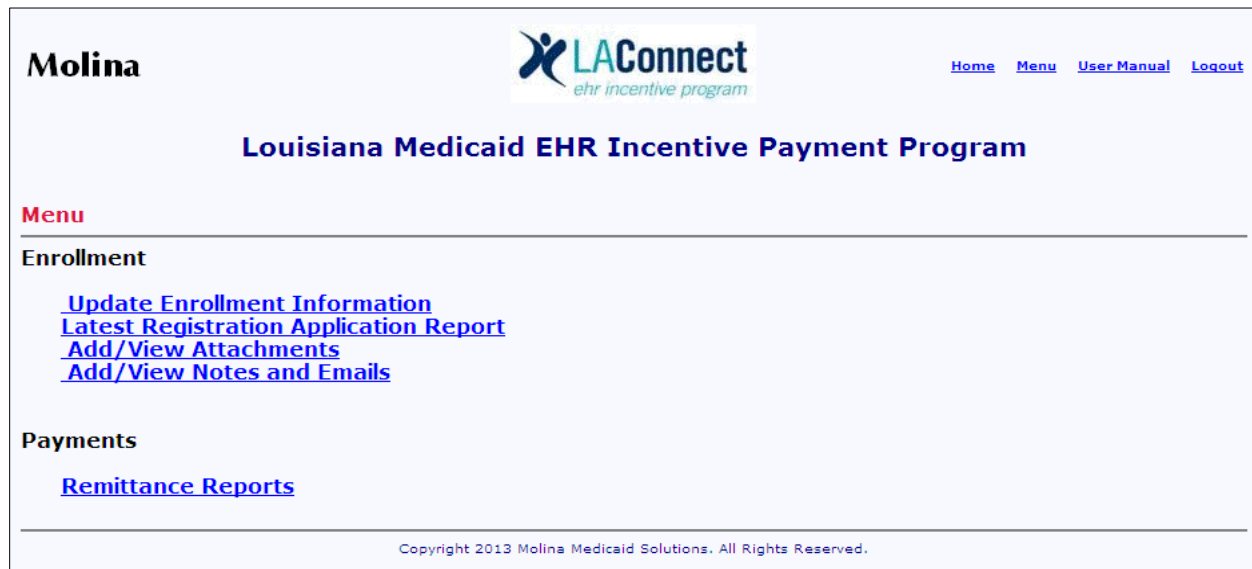 Molina
LAConnect
ehr incentive program
Home Menu User Manual Logout
Louisiana Medicaid EHR Incentive Payment Program
Menu
Enrollment
Update Enrollment Information
Latest Registration Application Report
Add/View Attachments
Add/View Notes and Emails
Payments
Remittance Reports
Copyright 2013 Molina Medicaid Solutions. All Rights Reserved.